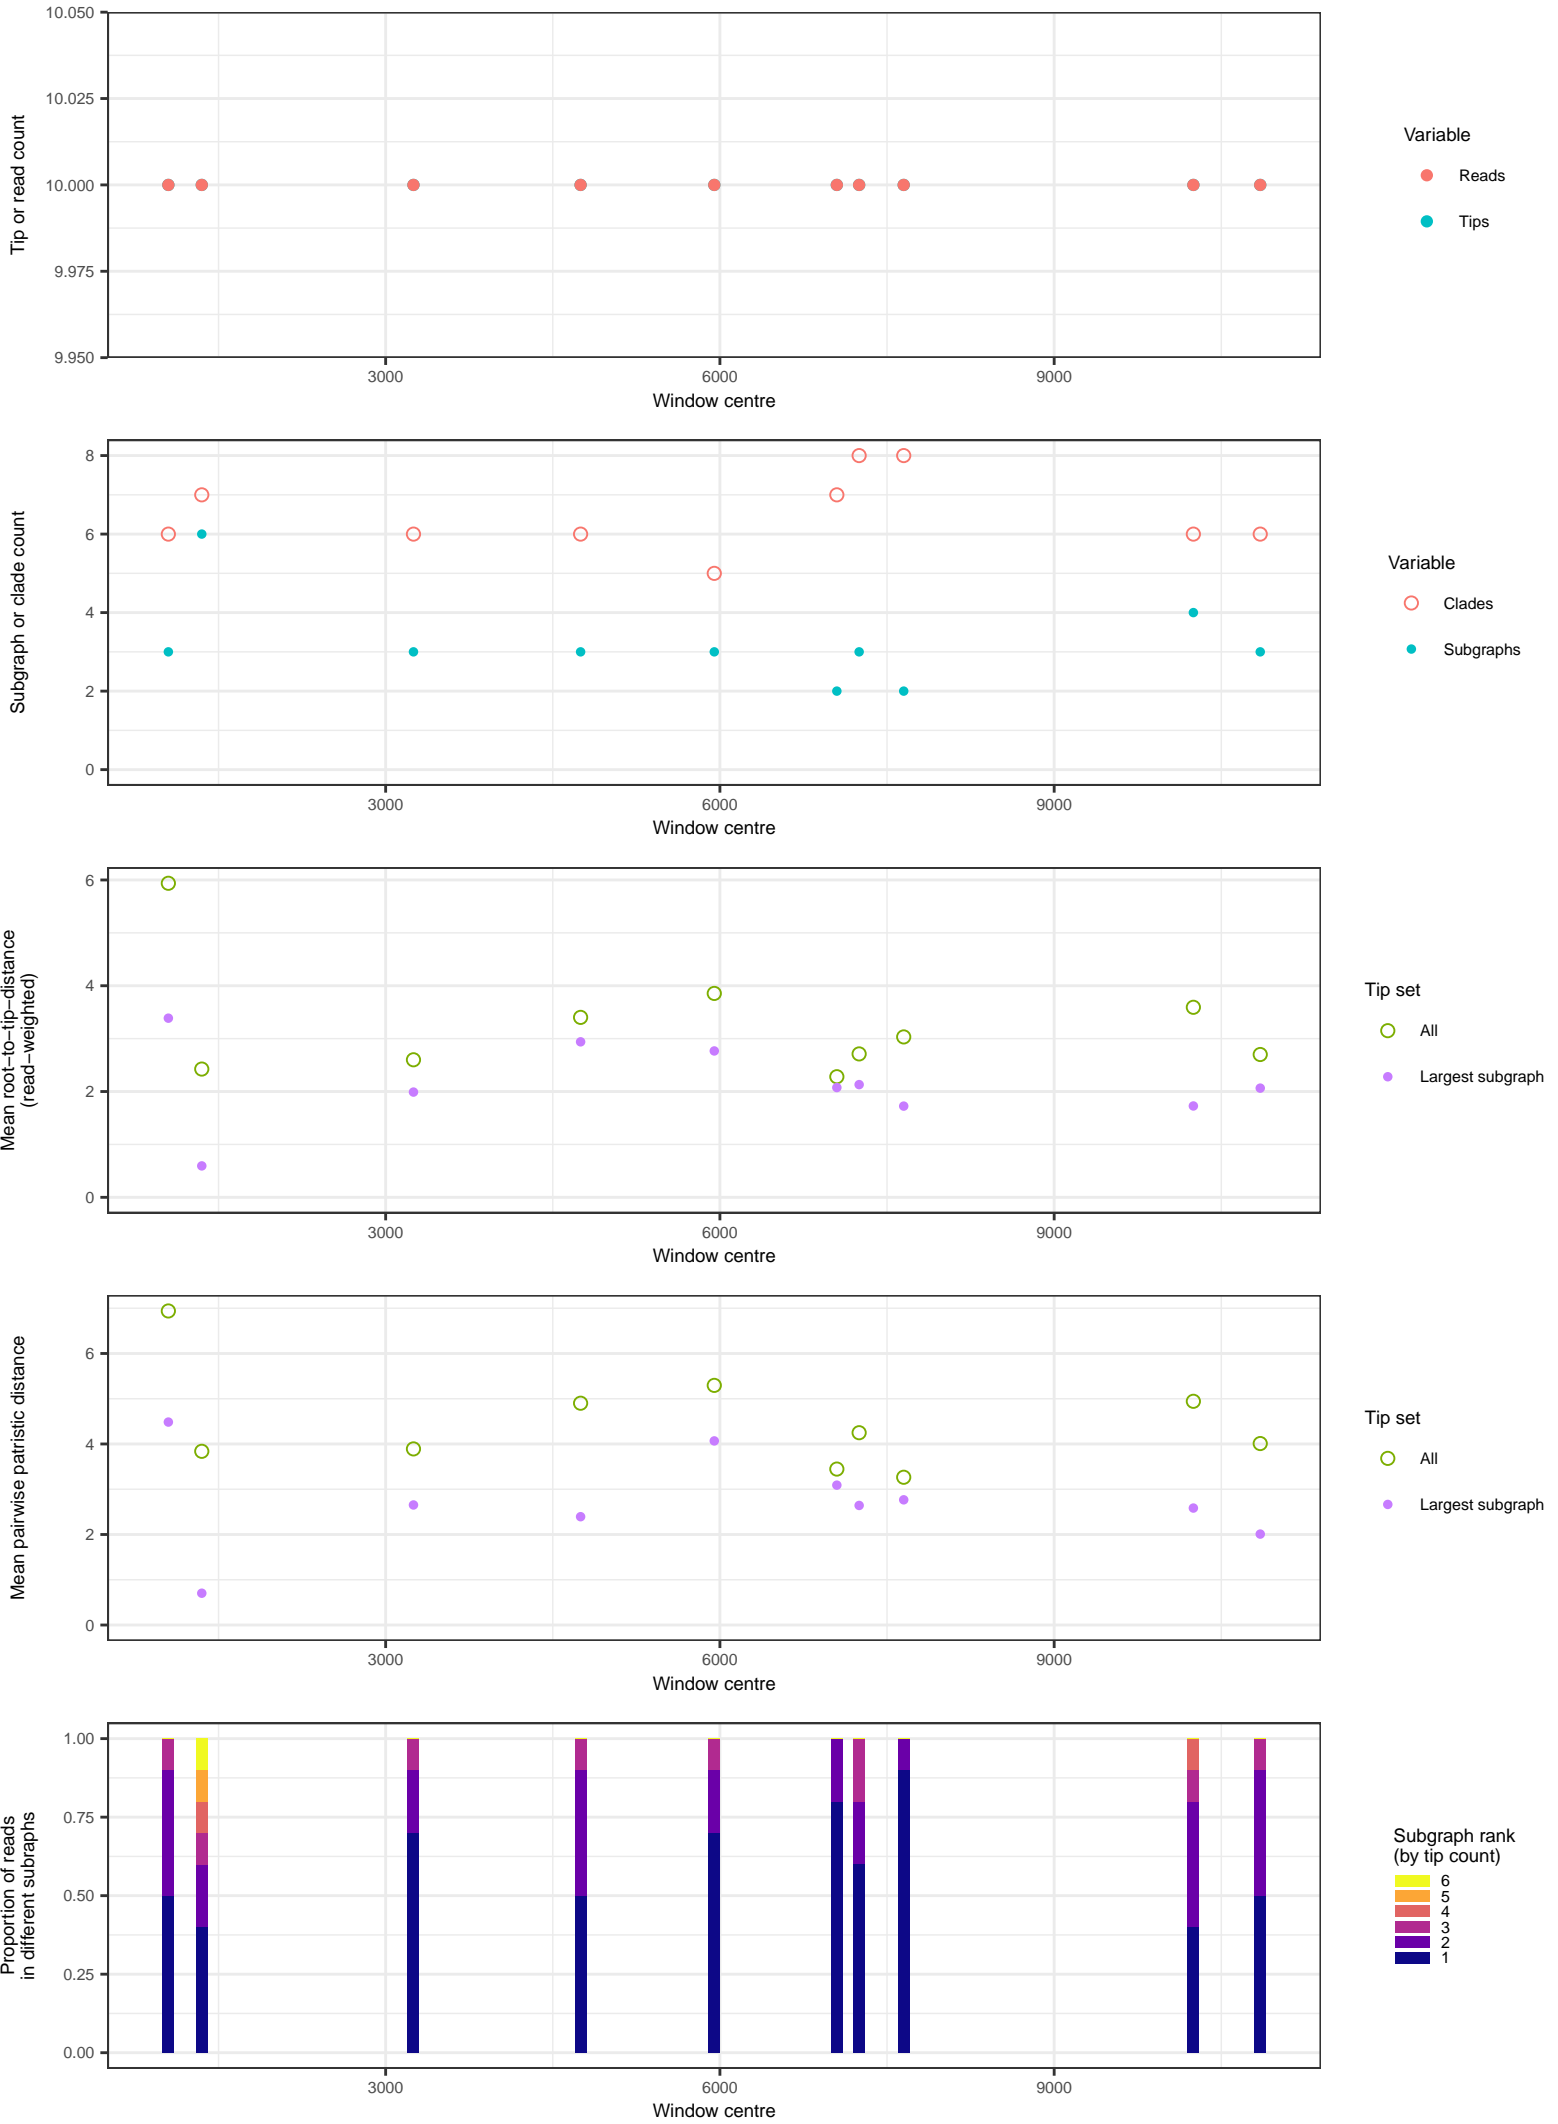 10.050
10.025
10.000
9.975
9.950
Tip or read count
3000
6000
9000
Window centre
Variable
Reads
Tips
8
6
4
2
0
Subgraph or clade count
3000
6000
9000
Window centre
Variable
Clades
Subgraphs
6
4
2
0
Mean root−to−tip−distance
(read−weighted)
3000
6000
9000
Window centre
Tip set
All
Largest subgraph
6
4
2
0
Mean pairwise patristic distance
3000
6000
9000
Window centre
Tip set
All
Largest subgraph
1.00
0.75
0.50
0.25
0.00
Proportion of reads
in different subraphs
3000
6000
9000
Window centre
Subgraph rank
(by tip count)
6
5
4
3
2
1